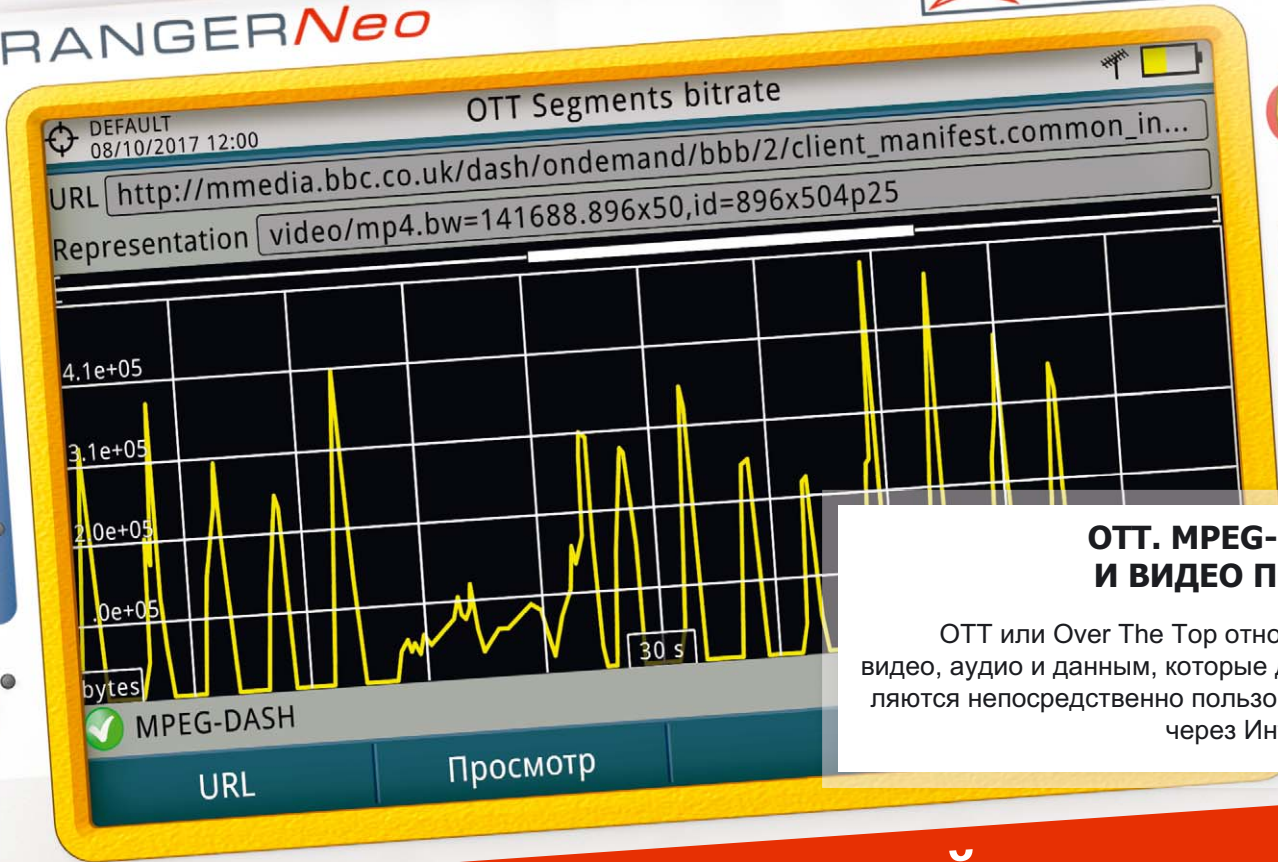 RANGERNeo
DEFAULT
08/10/2017 12:00
OTT Segments bitrate
URL http://mmedia.bbc.co.uk/dash/ondemand/bbb/2/client_manifest.common_in...
Representation video/mp4.bw=141688.896x50,id=896x504p25
4.1e+05
3.1e+05
2.0e+05
.0e+05
bytes
30 s
MPEG-DASH
URL
Просмотр
ОТТ. MPEG-
И ВИДЕО П
ОТТ или Over The Top отно
видео, аудио и данным, которые д
ляются непосредственно пользо
через Ин